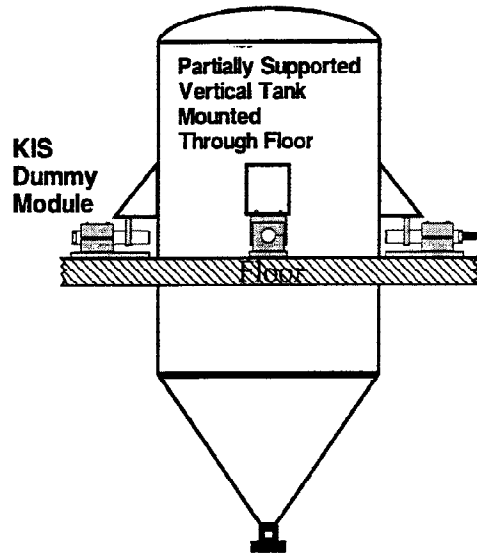 Partially Supported
Vertical Tank
Mounted
Through Floor
KIS
Dummy
Module
Floor